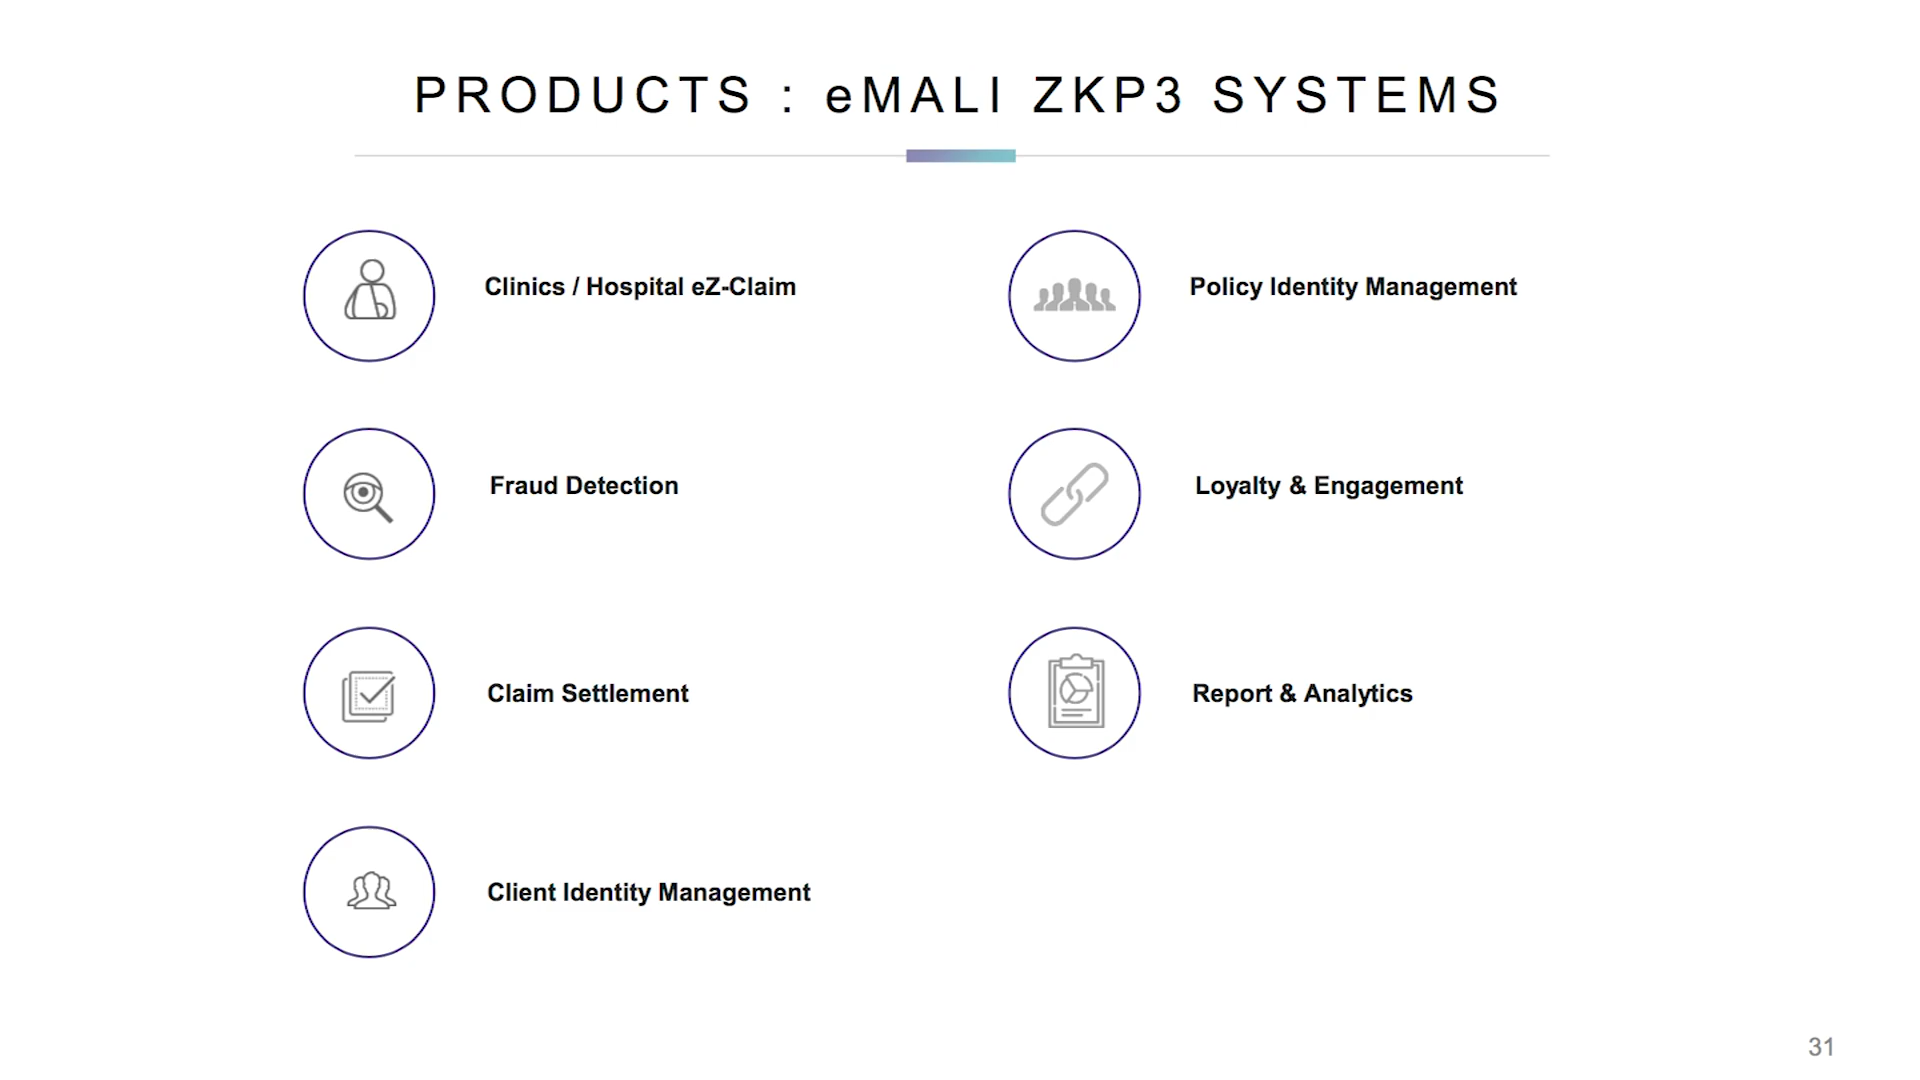 PRODUCTS : eMALI ZKP3 SYSTEMS
Clinics / Hospital eZ-Claim
Policy Identity Management
Fraud Detection
Loyalty & Engagement
Claim Settlement
Report & Analytics
Client Identity Management
31